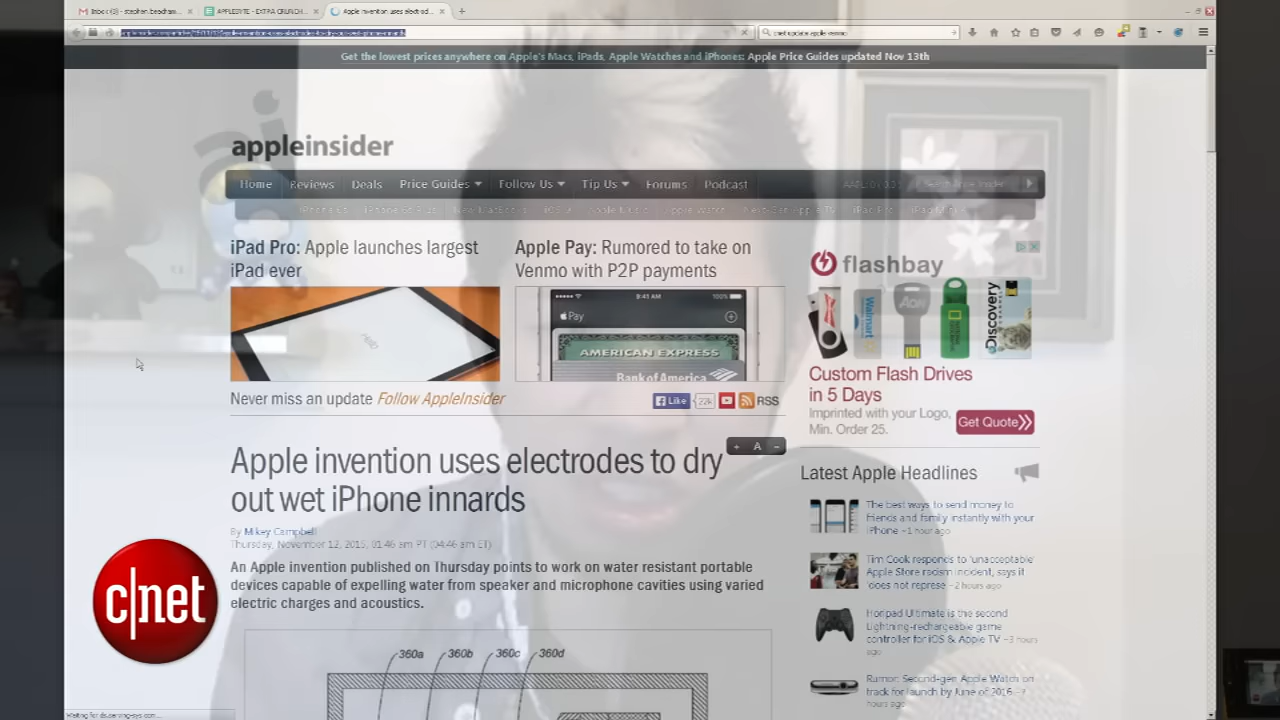 Get the lowest prices anywhere on Apple's Macs, iPads, Apple Watches and iPhones: Apple Price Guides updated Nov 13th
appleinsider
Home Reviews Deals Price Guides Follow Us Tip Us Forums Podcast
iPad Pro: Apple launches largest
iPad ever
Apple Pay: Rumored to take on
Venmo with P2P payments
9:41 AM 100%
Pay
AMERICAN EXPRESS
Bank of America
flashbay
Walmart
AON
Discovery
Custom Flash Drives
in 5 Days
Imprinted with your Logo,
Min. Order 25.
Get Quote
Never miss an update Follow AppleInsider
Like 22k RSS
Apple invention uses electrodes to dry
out wet iPhone innards
+ A -
By Mikey Campbell
Thursday, November 12, 2015, 01:46 am PT (04:46 am ET)
An Apple invention published on Thursday points to work on water resistant portable
devices capable of expelling water from speaker and microphone cavities using varied
electric charges and acoustics.
360a 360b 360c 360d
Latest Apple Headlines
The best ways to send money to
friends and family instantly with your
iPhone ~1 hour ago
Tim Cook responds to 'unacceptable'
Apple Store racism incident, says it
'does not represe ~2 hours ago
Horipad Ultimate is the second
Lightning-rechargeable game
controller for iOS & Apple TV ~3 hours
ago
Rumor: Second-gen Apple Watch on
track for launch by June of 2016 ~7
hours ago
c|net